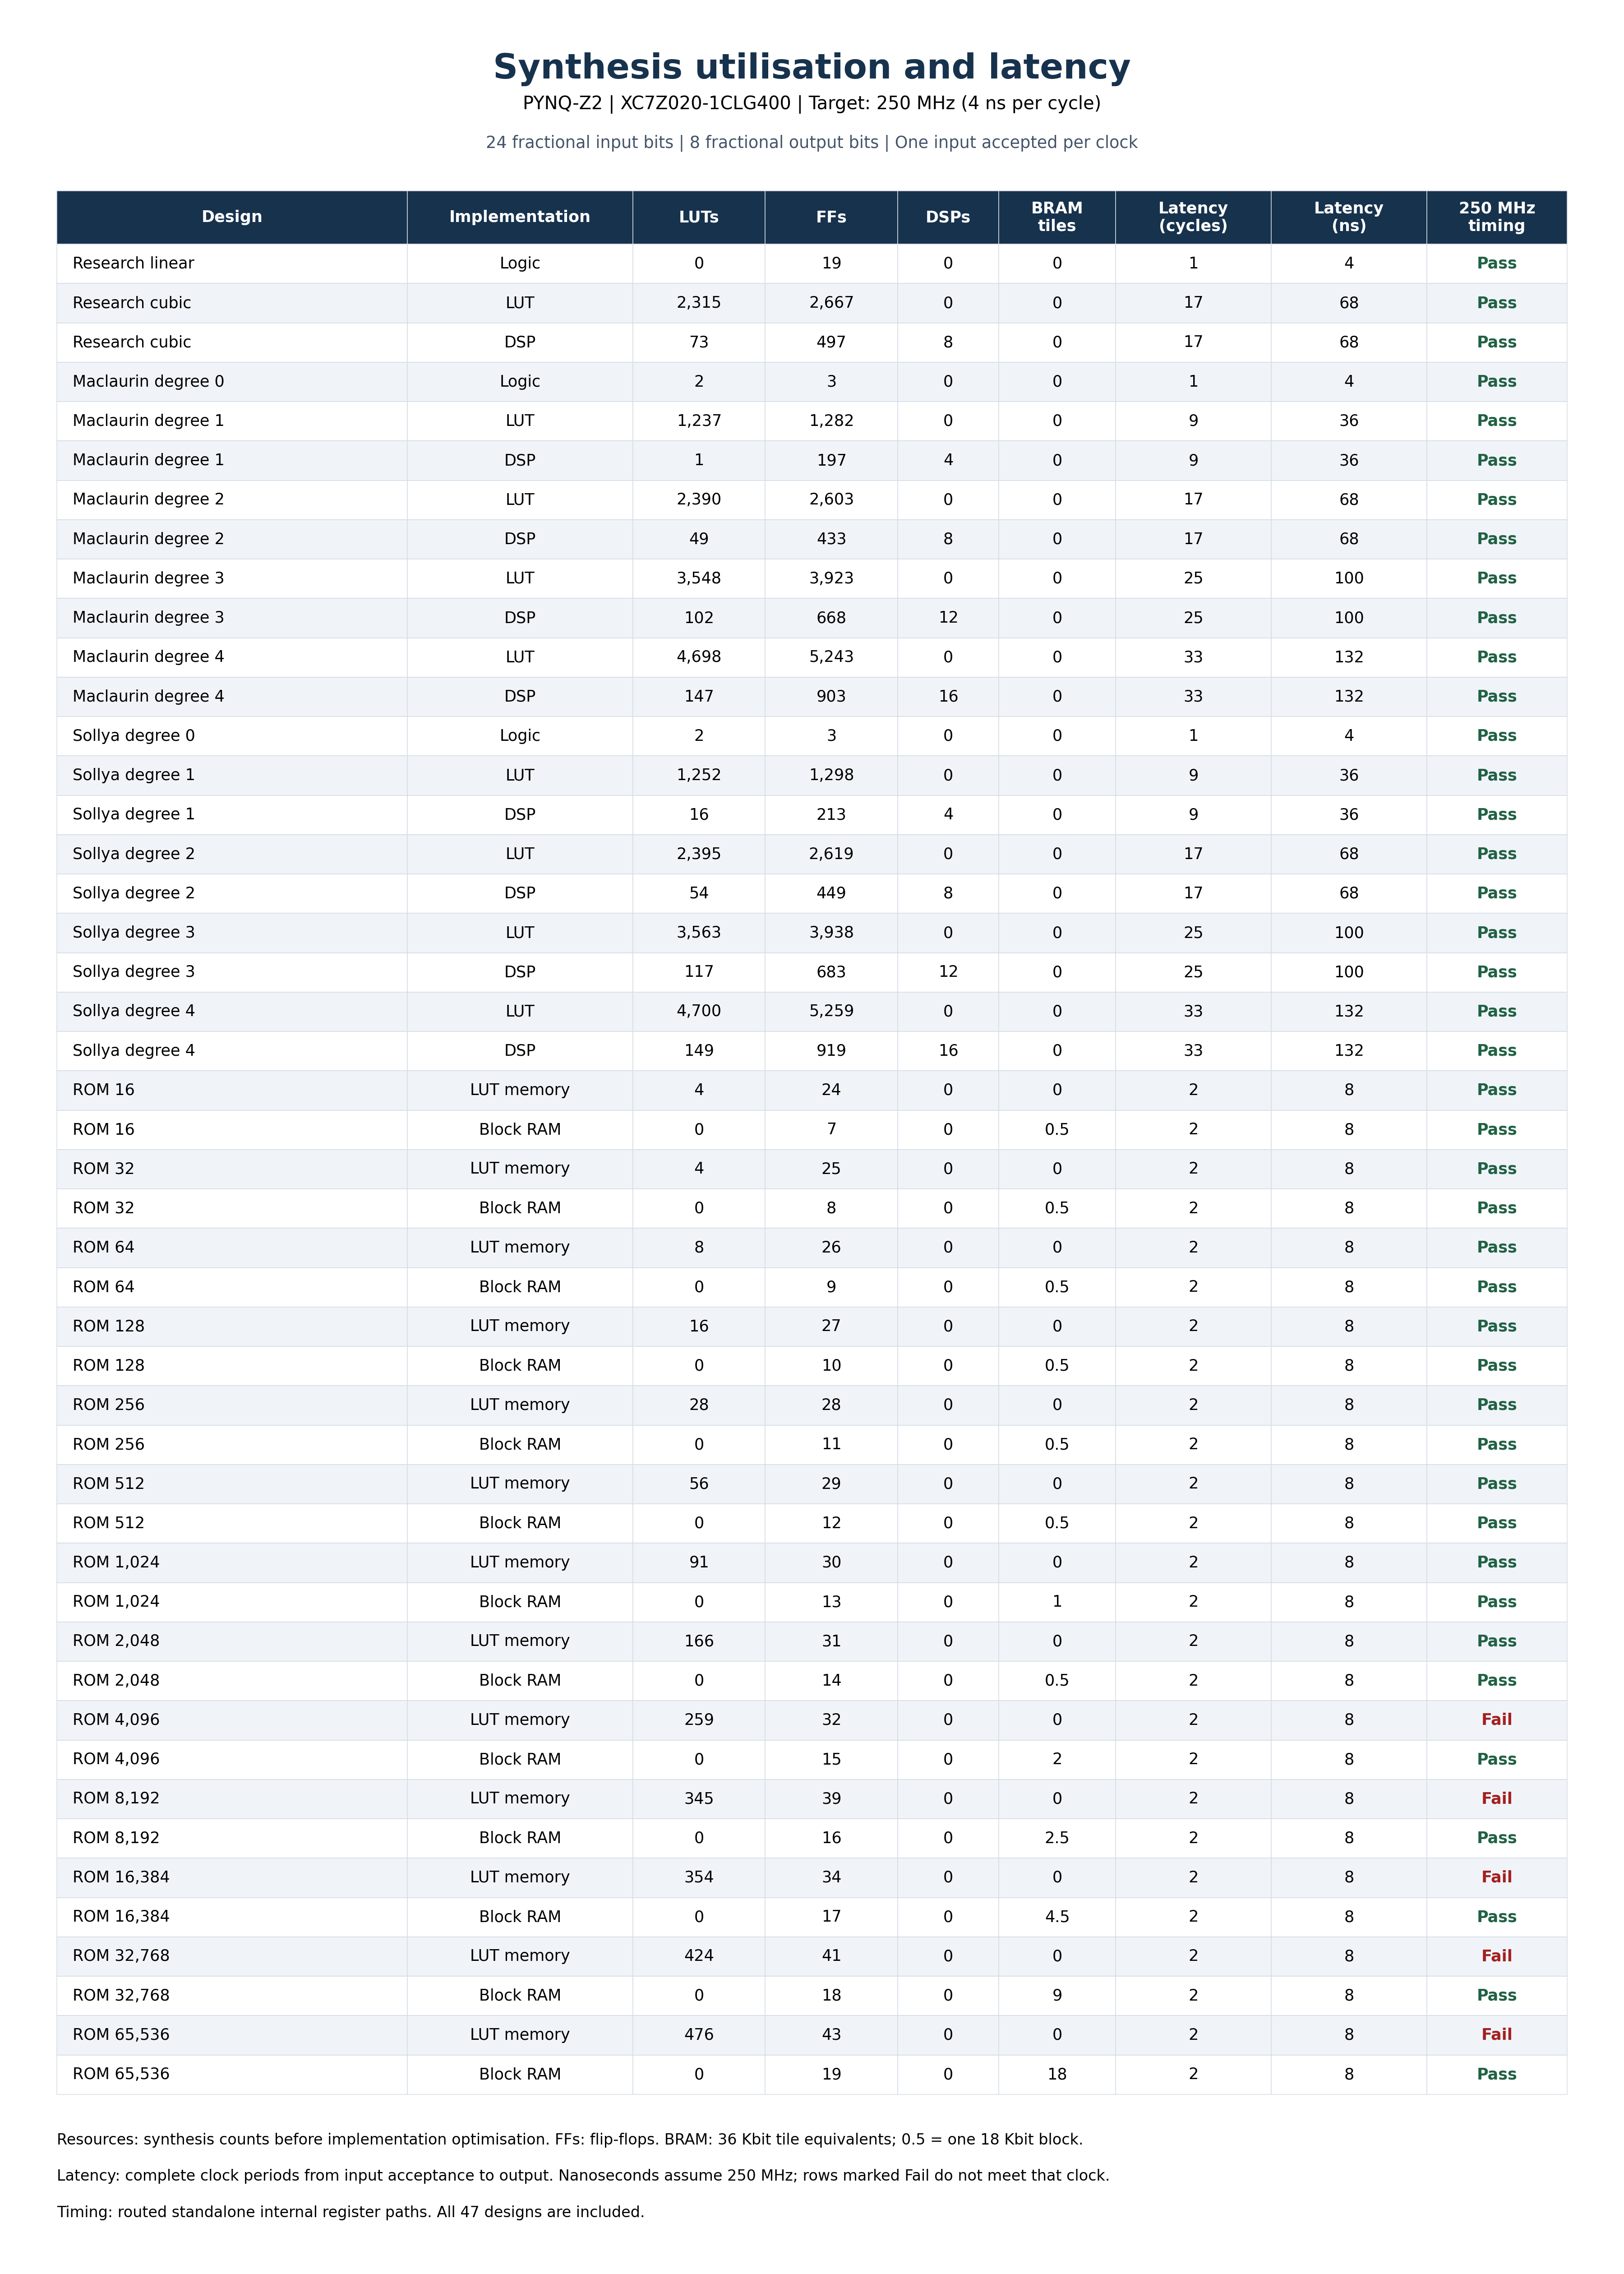 Synthesis utilisation and latency
PYNQ-Z2 | XC7Z020-1CLG400 | Target: 250 MHz (4 ns per cycle)
24 fractional input bits | 8 fractional output bits | One input accepted per clock
Design Implementation LUTs FFs DSPs BRAM tiles Latency (cycles) Latency (ns) 250 MHz timing
Research linear Logic 0 19 0 0 1 4 Pass
Research cubic LUT 2,315 2,667 0 0 17 68 Pass
Research cubic DSP 73 497 8 0 17 68 Pass
Maclaurin degree 0 Logic 2 3 0 0 1 4 Pass
Maclaurin degree 1 LUT 1,237 1,282 0 0 9 36 Pass
Maclaurin degree 1 DSP 1 197 4 0 9 36 Pass
Maclaurin degree 2 LUT 2,390 2,603 0 0 17 68 Pass
Maclaurin degree 2 DSP 49 433 8 0 17 68 Pass
Maclaurin degree 3 LUT 3,548 3,923 0 0 25 100 Pass
Maclaurin degree 3 DSP 102 668 12 0 25 100 Pass
Maclaurin degree 4 LUT 4,698 5,243 0 0 33 132 Pass
Maclaurin degree 4 DSP 147 903 16 0 33 132 Pass
Sollya degree 0 Logic 2 3 0 0 1 4 Pass
Sollya degree 1 LUT 1,252 1,298 0 0 9 36 Pass
Sollya degree 1 DSP 16 213 4 0 9 36 Pass
Sollya degree 2 LUT 2,395 2,619 0 0 17 68 Pass
Sollya degree 2 DSP 54 449 8 0 17 68 Pass
Sollya degree 3 LUT 3,563 3,938 0 0 25 100 Pass
Sollya degree 3 DSP 117 683 12 0 25 100 Pass
Sollya degree 4 LUT 4,700 5,259 0 0 33 132 Pass
Sollya degree 4 DSP 149 919 16 0 33 132 Pass
ROM 16 LUT memory 4 24 0 0 2 8 Pass
ROM 16 Block RAM 0 7 0 0.5 2 8 Pass
ROM 32 LUT memory 4 25 0 0 2 8 Pass
ROM 32 Block RAM 0 8 0 0.5 2 8 Pass
ROM 64 LUT memory 8 26 0 0 2 8 Pass
ROM 64 Block RAM 0 9 0 0.5 2 8 Pass
ROM 128 LUT memory 16 27 0 0 2 8 Pass
ROM 128 Block RAM 0 10 0 0.5 2 8 Pass
ROM 256 LUT memory 28 28 0 0 2 8 Pass
ROM 256 Block RAM 0 11 0 0.5 2 8 Pass
ROM 512 LUT memory 56 29 0 0 2 8 Pass
ROM 512 Block RAM 0 12 0 0.5 2 8 Pass
ROM 1,024 LUT memory 91 30 0 0 2 8 Pass
ROM 1,024 Block RAM 0 13 0 1 2 8 Pass
ROM 2,048 LUT memory 166 31 0 0 2 8 Pass
ROM 2,048 Block RAM 0 14 0 0.5 2 8 Pass
ROM 4,096 LUT memory 259 32 0 0 2 8 Fail
ROM 4,096 Block RAM 0 15 0 2 2 8 Pass
ROM 8,192 LUT memory 345 39 0 0 2 8 Fail
ROM 8,192 Block RAM 0 16 0 2.5 2 8 Pass
ROM 16,384 LUT memory 354 34 0 0 2 8 Fail
ROM 16,384 Block RAM 0 17 0 4.5 2 8 Pass
ROM 32,768 LUT memory 424 41 0 0 2 8 Fail
ROM 32,768 Block RAM 0 18 0 9 2 8 Pass
ROM 65,536 LUT memory 476 43 0 0 2 8 Fail
ROM 65,536 Block RAM 0 19 0 18 2 8 Pass
Resources: synthesis counts before implementation optimisation. FFs: flip-flops. BRAM: 36 Kbit tile equivalents; 0.5 = one 18 Kbit block.
Latency: complete clock periods from input acceptance to output. Nanoseconds assume 250 MHz; rows marked Fail do not meet that clock.
Timing: routed standalone internal register paths. All 47 designs are included.